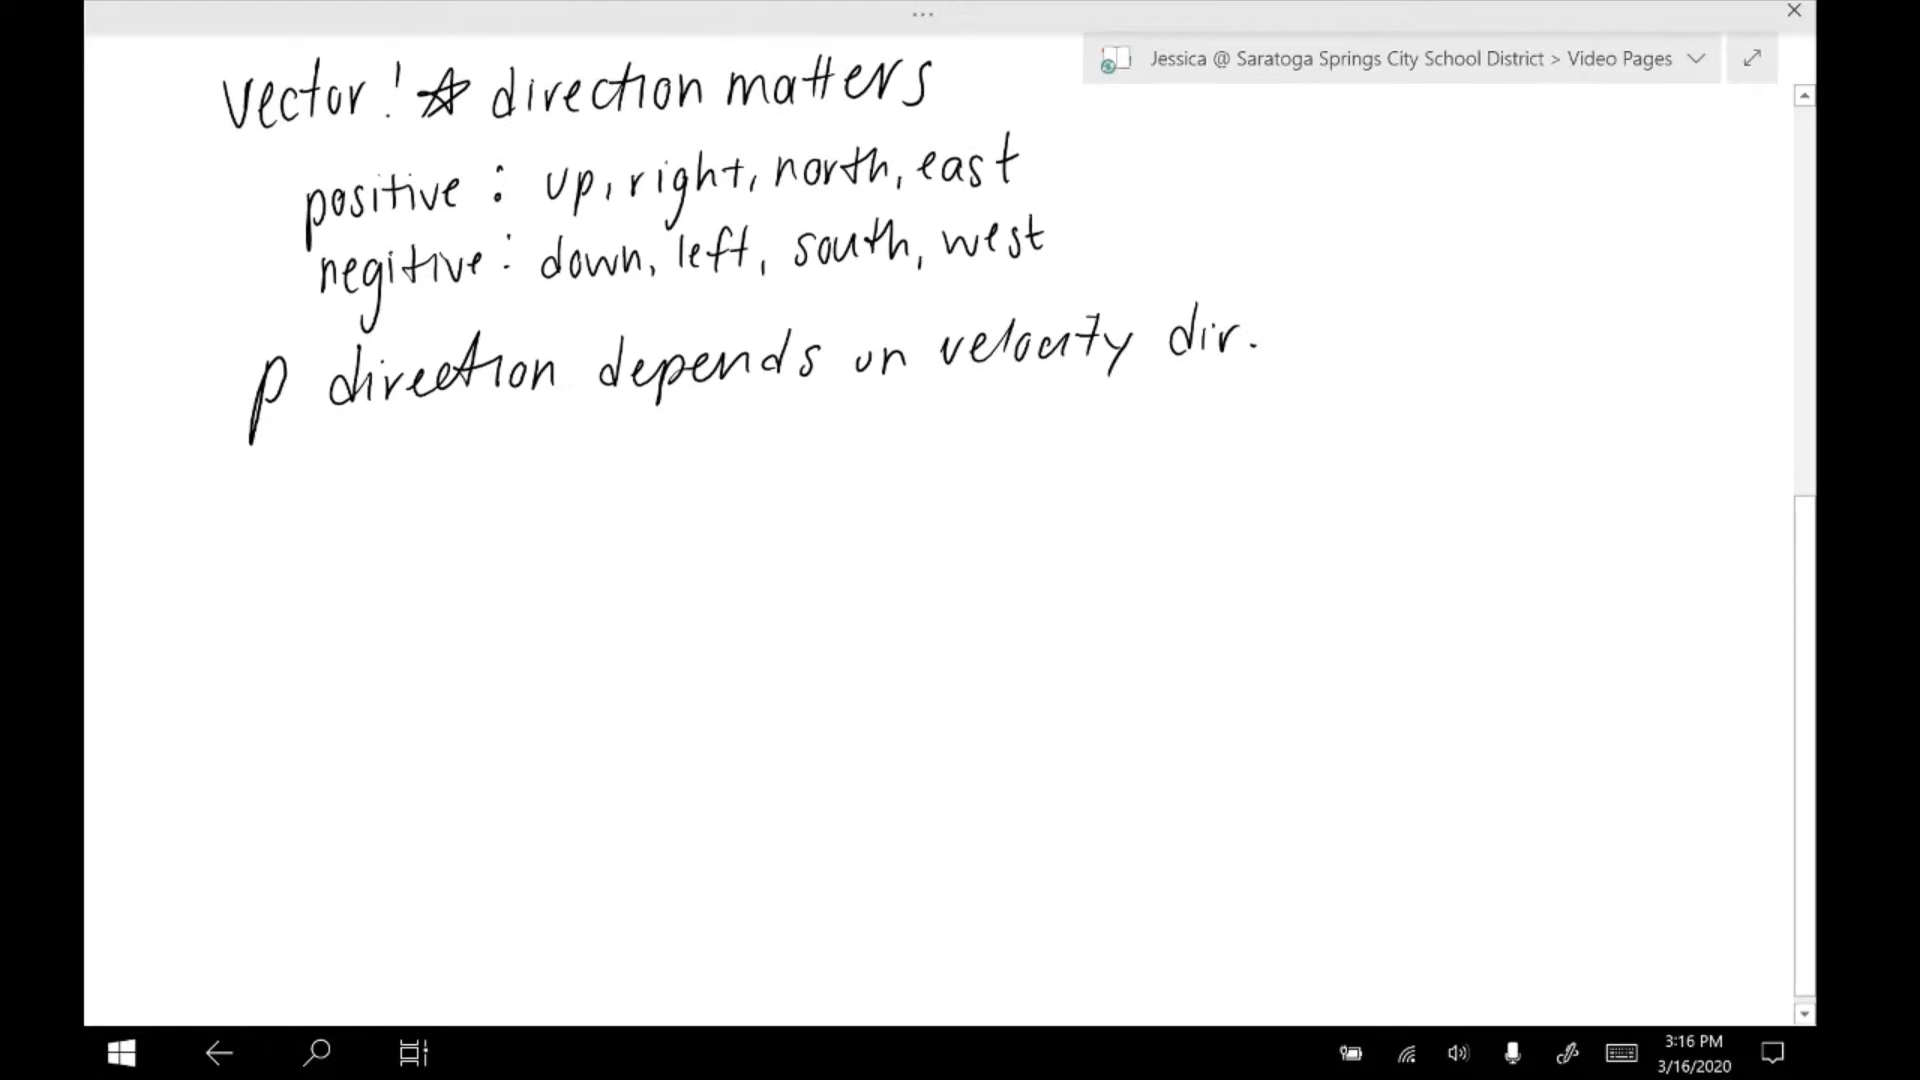 ...
Jessica @ Saratoga Springs City School District > Video Pages
vector! ☆ direction matters
positive : up, right, north, east
negitive : down, left, south, west
p direction depends on velocity dir.
3:16 PM
3/16/2020